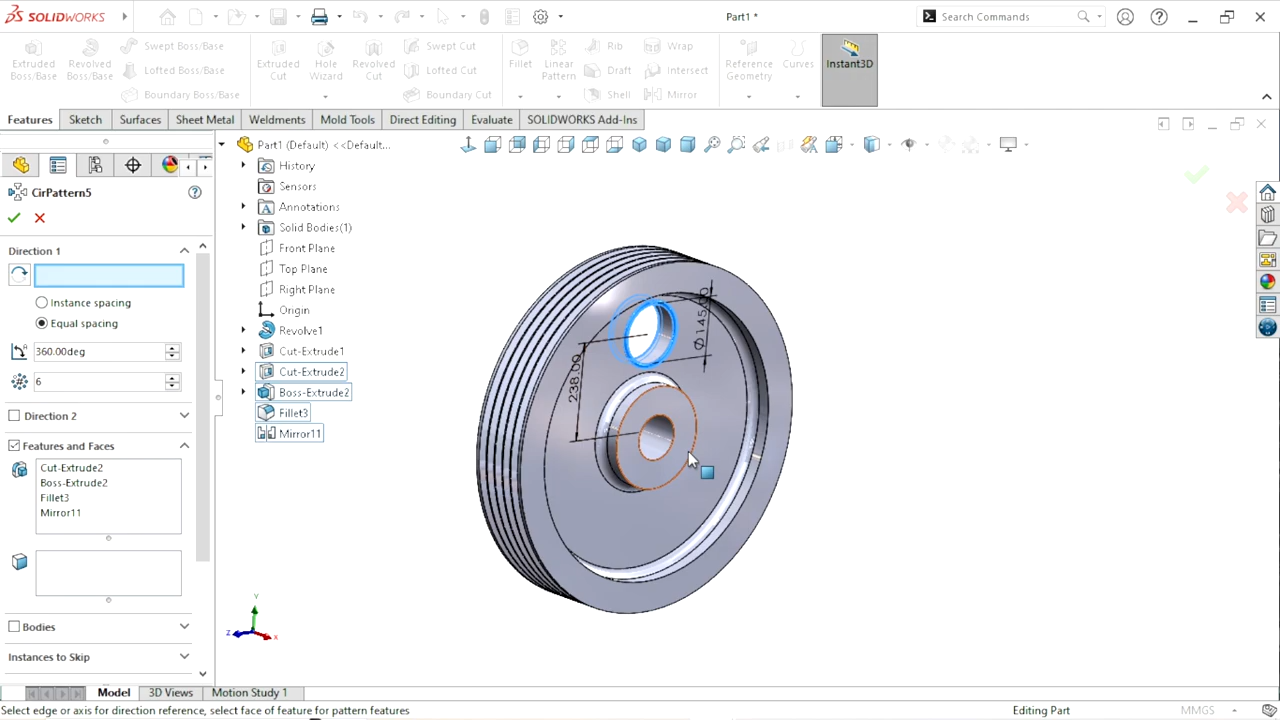 SOLIDWORKS
Part1 *
Search Commands
Extruded Boss/Base
Revolved Boss/Base
Swept Boss/Base
Lofted Boss/Base
Boundary Boss/Base
Extruded Cut
Hole Wizard
Revolved Cut
Swept Cut
Lofted Cut
Boundary Cut
Fillet
Linear Pattern
Rib
Draft
Shell
Wrap
Intersect
Mirror
Reference Geometry
Curves
Instant3D
Features
Sketch
Surfaces
Sheet Metal
Weldments
Mold Tools
Direct Editing
Evaluate
SOLIDWORKS Add-Ins
CirPattern5
Direction 1
Instance spacing
Equal spacing
360.00deg
6
Direction 2
Features and Faces
Cut-Extrude2
Boss-Extrude2
Fillet3
Mirror11
Bodies
Instances to Skip
Part1 (Default) <<Default...
History
Sensors
Annotations
Solid Bodies(1)
Front Plane
Top Plane
Right Plane
Origin
Revolve1
Cut-Extrude1
Cut-Extrude2
Boss-Extrude2
Fillet3
Mirror11
238.00
Ø145.00
Y
Z
X
Model
3D Views
Motion Study 1
Select edge or axis for direction reference, select face of feature for pattern features
Editing Part
MMGS